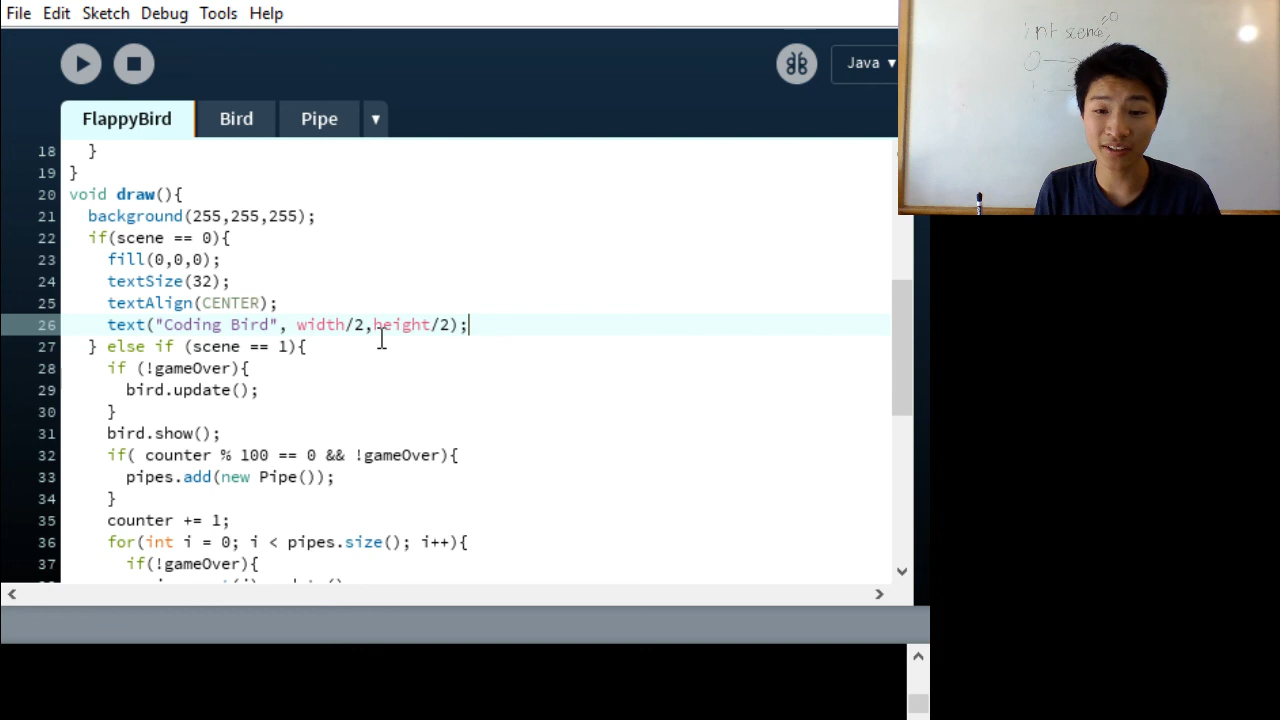 File Edit Sketch Debug Tools Help
Java ▾
FlappyBird Bird Pipe ▼
18   }
19 }
20 void draw(){
21   background(255,255,255);
22   if(scene == 0){
23     fill(0,0,0);
24     textSize(32);
25     textAlign(CENTER);
26     text("Coding Bird", width/2,height/2);
27   } else if (scene == 1){
28     if (!gameOver){
29       bird.update();
30     }
31     bird.show();
32     if( counter % 100 == 0 && !gameOver){
33       pipes.add(new Pipe());
34     }
35     counter += 1;
36     for(int i = 0; i < pipes.size(); i++){
37       if(!gameOver){
int scene
0